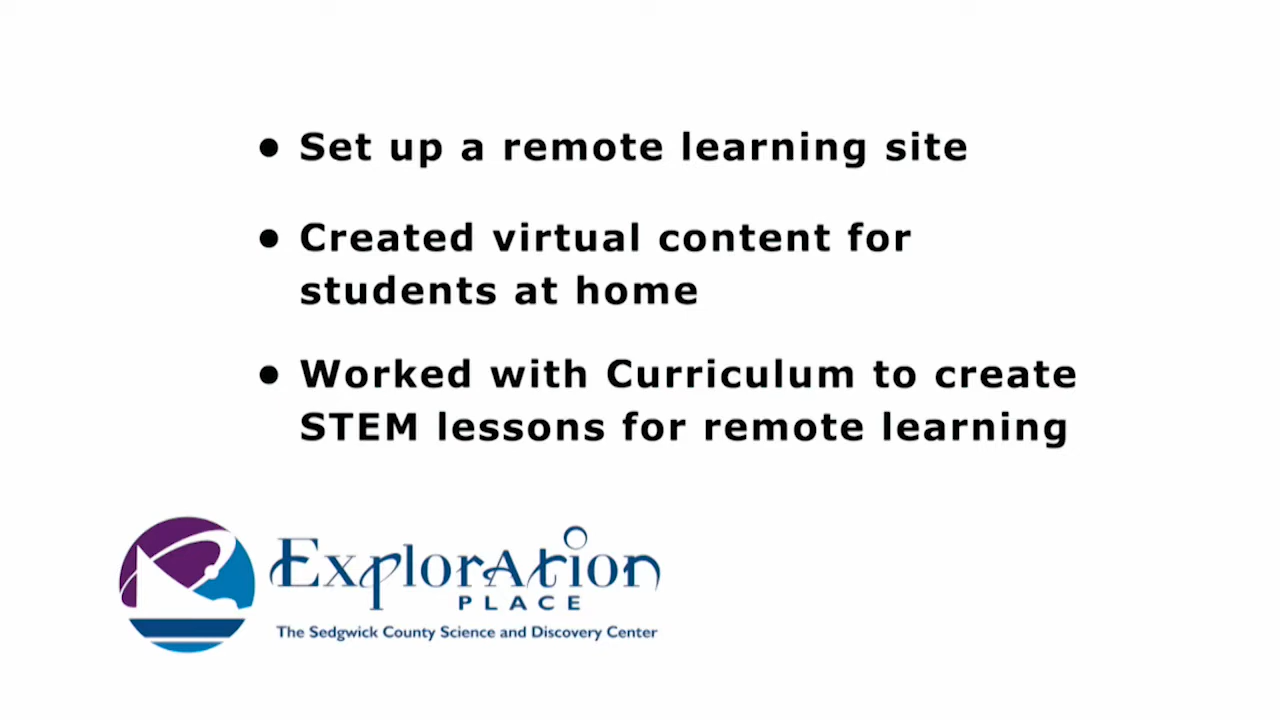 • Set up a remote learning site
• Created virtual content for
students at home
• Worked with Curriculum to create
STEM lessons for remote learning
Exploration
PLACE
The Sedgwick County Science and Discovery Center